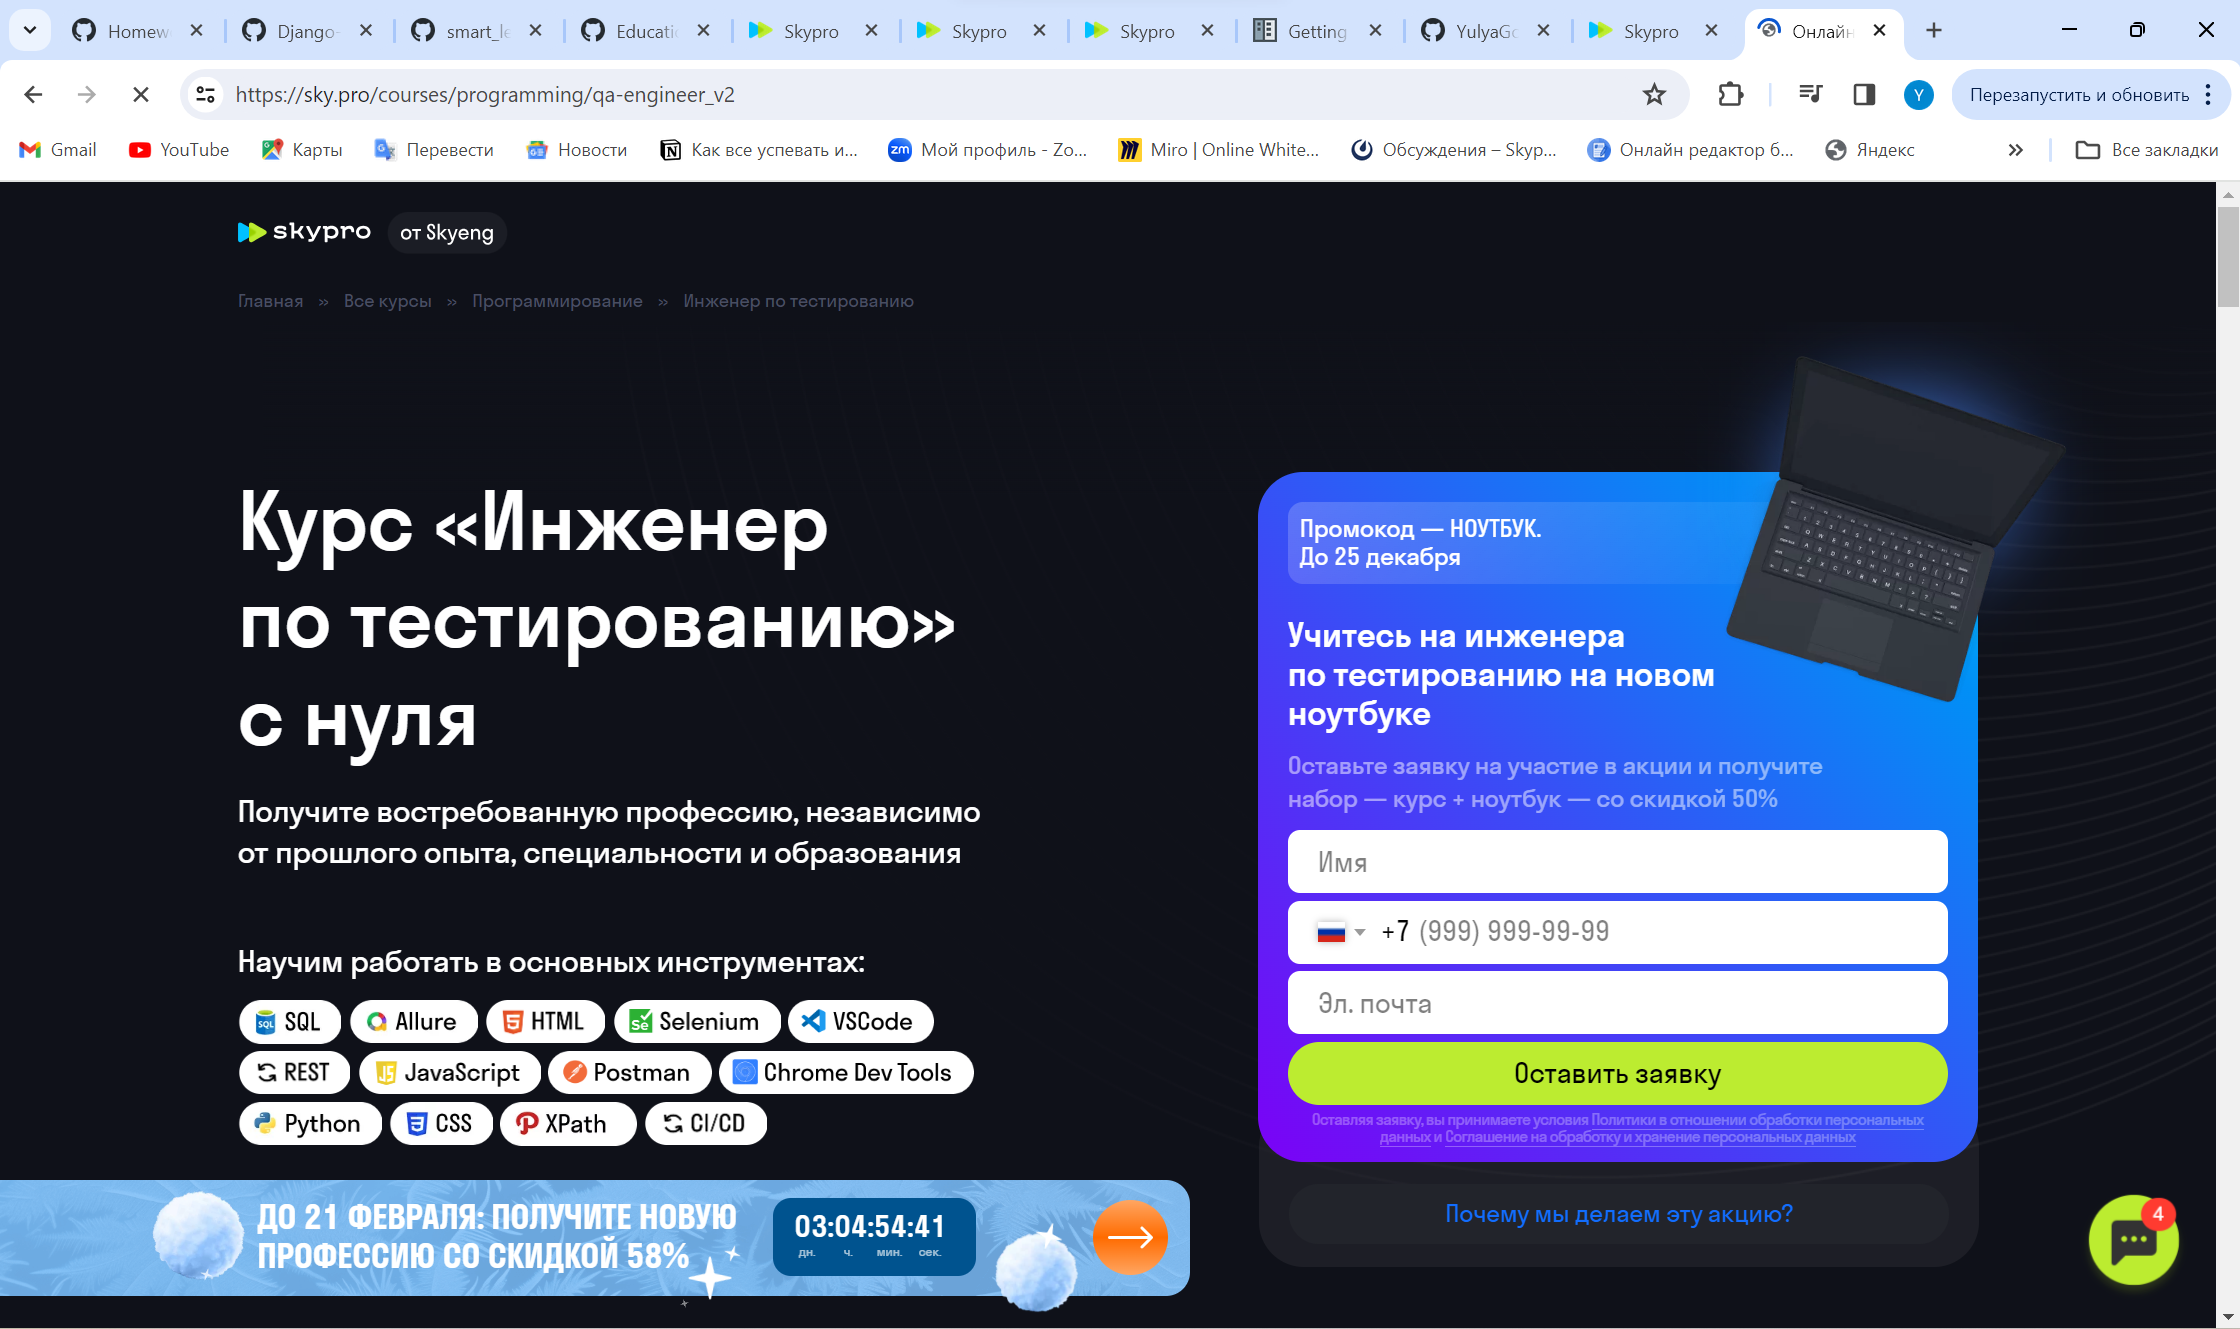 Homew
Django-
smart_le
Educatio
Skypro
Skypro
Skypro
Getting
YulyaGo
Skypro
Онлайн
https://sky.pro/courses/programming/qa-engineer_v2
Y
Перезапустить и обновить
Gmail
YouTube
Карты
Перевести
Новости
Как все успевать и...
zm
Мой профиль - Zo...
Miro | Online White...
Обсуждения – Skyp...
Онлайн редактор б...
Яндекс
»
Все закладки
skypro
от Skyeng
Главная » Все курсы » Программирование » Инженер по тестированию
Курс «Инженер
по тестированию»
с нуля
Получите востребованную профессию, независимо
от прошлого опыта, специальности и образования
Научим работать в основных инструментах:
SQL Allure HTML Selenium VSCode
REST JavaScript Postman Chrome Dev Tools
Python CSS XPath CI/CD
Промокод — НОУТБУК.
До 25 декабря
Учитесь на инженера
по тестированию на новом
ноутбуке
Оставьте заявку на участие в акции и получите
набор — курс + ноутбук — со скидкой 50%
Имя
+7 (999) 999-99-99
Эл. почта
Оставить заявку
Оставляя заявку, вы принимаете условия Политики в отношении обработки персональных
данных и Соглашение на обработку и хранение персональных данных
Почему мы делаем эту акцию?
ДО 21 ФЕВРАЛЯ: ПОЛУЧИТЕ НОВУЮ
ПРОФЕССИЮ СО СКИДКОЙ 58%
03:04:54:41
дн. ч. мин. сек.
4